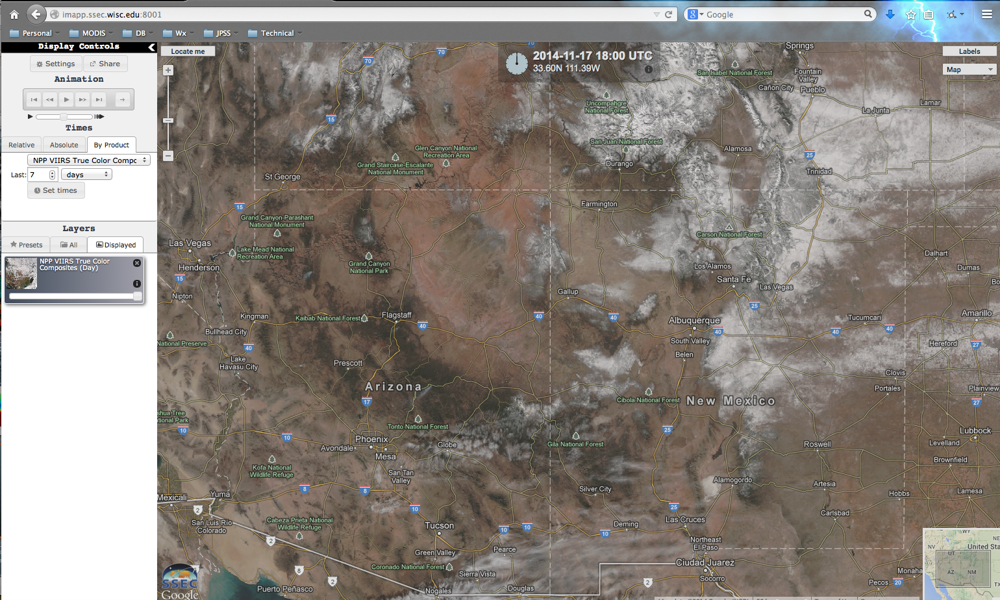 imapp.ssec.wisc.edu:8001
Google
Personal
MODIS
DB
Wx
JPSS
Technical
Display Controls
Settings
Share
Animation
Times
Relative
Absolute
By Product
NPP VIIRS True Color Compo
Last: 7 days
Set times
Layers
Presets
All
Displayed
NPP VIIRS True Color
Composites (Day)
Locate me
2014-11-17 18:00 UTC
33.60N 111.39W
Labels
Map
70
70
70
Springs
San Isabel National Forest
Fountain
Valley
Cañon City
Pueblo
Uncompahgre
National Forest
La Junta
Lamar
15
San Juan National Forest
Glen Canyon National
Recreation Area
Grand Staircase-Escalante
National Monument
Alamosa
25
Durango
Trinidad
St George
15
Farmington
Grand Canyon-Parashant
National Monument
Carson National Forest
Las Vegas
Lake Mead National
Recreation Area
Dalhart
Henderson
Grand Canyon
National Park
Los Alamos
Dumas
15
Santa Fe
Bo
Las Vegas
Nipton
Gallup
25
Kingman
Kaibab National Forest
Flagstaff
40
40
40
Albuquerque
Tucumcari
Amarillo
Bullhead City
40
40
40
National Preserve
South Valley
Hereford
27
40
Lake
Havasu City
Prescott
Belen
Clovis
Arizona
Portales
Plainview
17
Cibola National Forest
New Mexico
27
shua Tree
tional Park
10
Tonto National Forest
25
Lubbock
10
Phoenix
Globe
Gila National Forest
Roswell
Levelland
Avondale
Mesa
Brownfield
Kofa National
Wildlife Refuge
San Tan
Valley
Alamogordo
Artesia
8
8
Silver City
Hobbs
Lamesa
Mexicali
Yuma
2
10
25
Carlsbad
San Luis Rio
Colorado
Cabeza Prieta National
Wildlife Refuge
Tucson
10
10
10
Deming
Las Cruces
2
Northeast
El Paso
Green Valley
Pearce
Ciudad Juarez
Coronado National Forest
8
2
Sierra Vista
2
Socorro
Puerto Peñasco
Nogales
Douglas
Pecos
20
Monaha
SSEC
Google
WY
NE
NV
UT
United Sta
AZ
NM